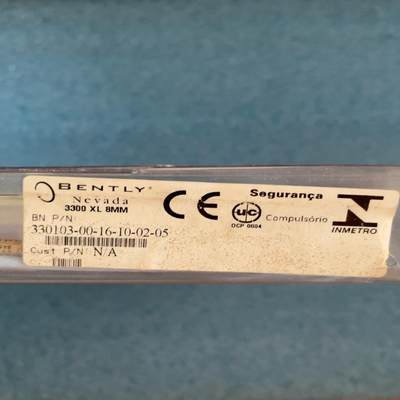 BENTLY
Nevada
3300 XL 8MM
BN P/N:
330103-00-16-10-02-05
Cust P/N: N/A
CE
Segurança
UC
Compulsório
OCP 0004
INMETRO